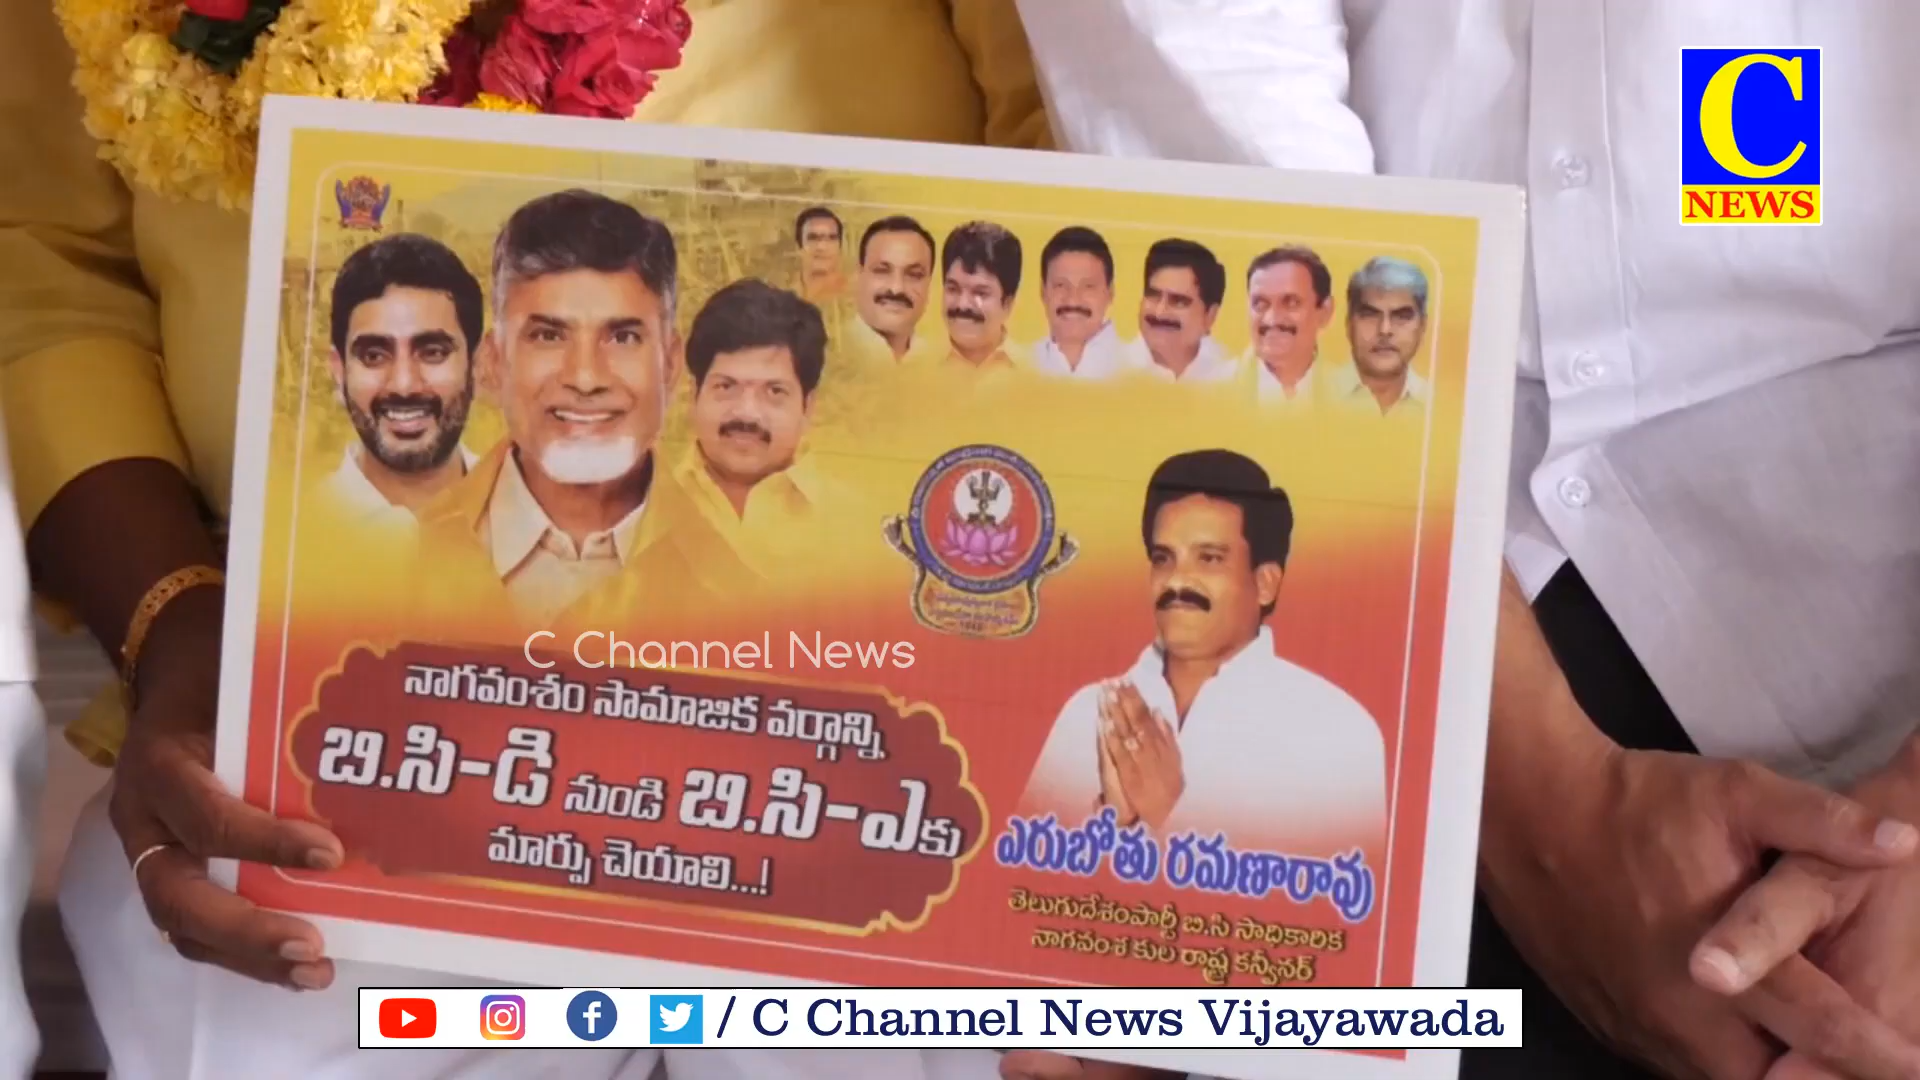 C
NEWS
C Channel News
నాగవంశం సామాజిక వర్గాన్ని
బి.సి-డి నుండి బి.సి-ఎకు
మార్పు చెయాలి...!
ఎరుబోతు రమణారావు
తెలుగుదేశంపార్టీ బి.సి సాధికారిక
నాగవంశ కుల రాష్ట్ర కన్వీనర్
/ C Channel News Vijayawada